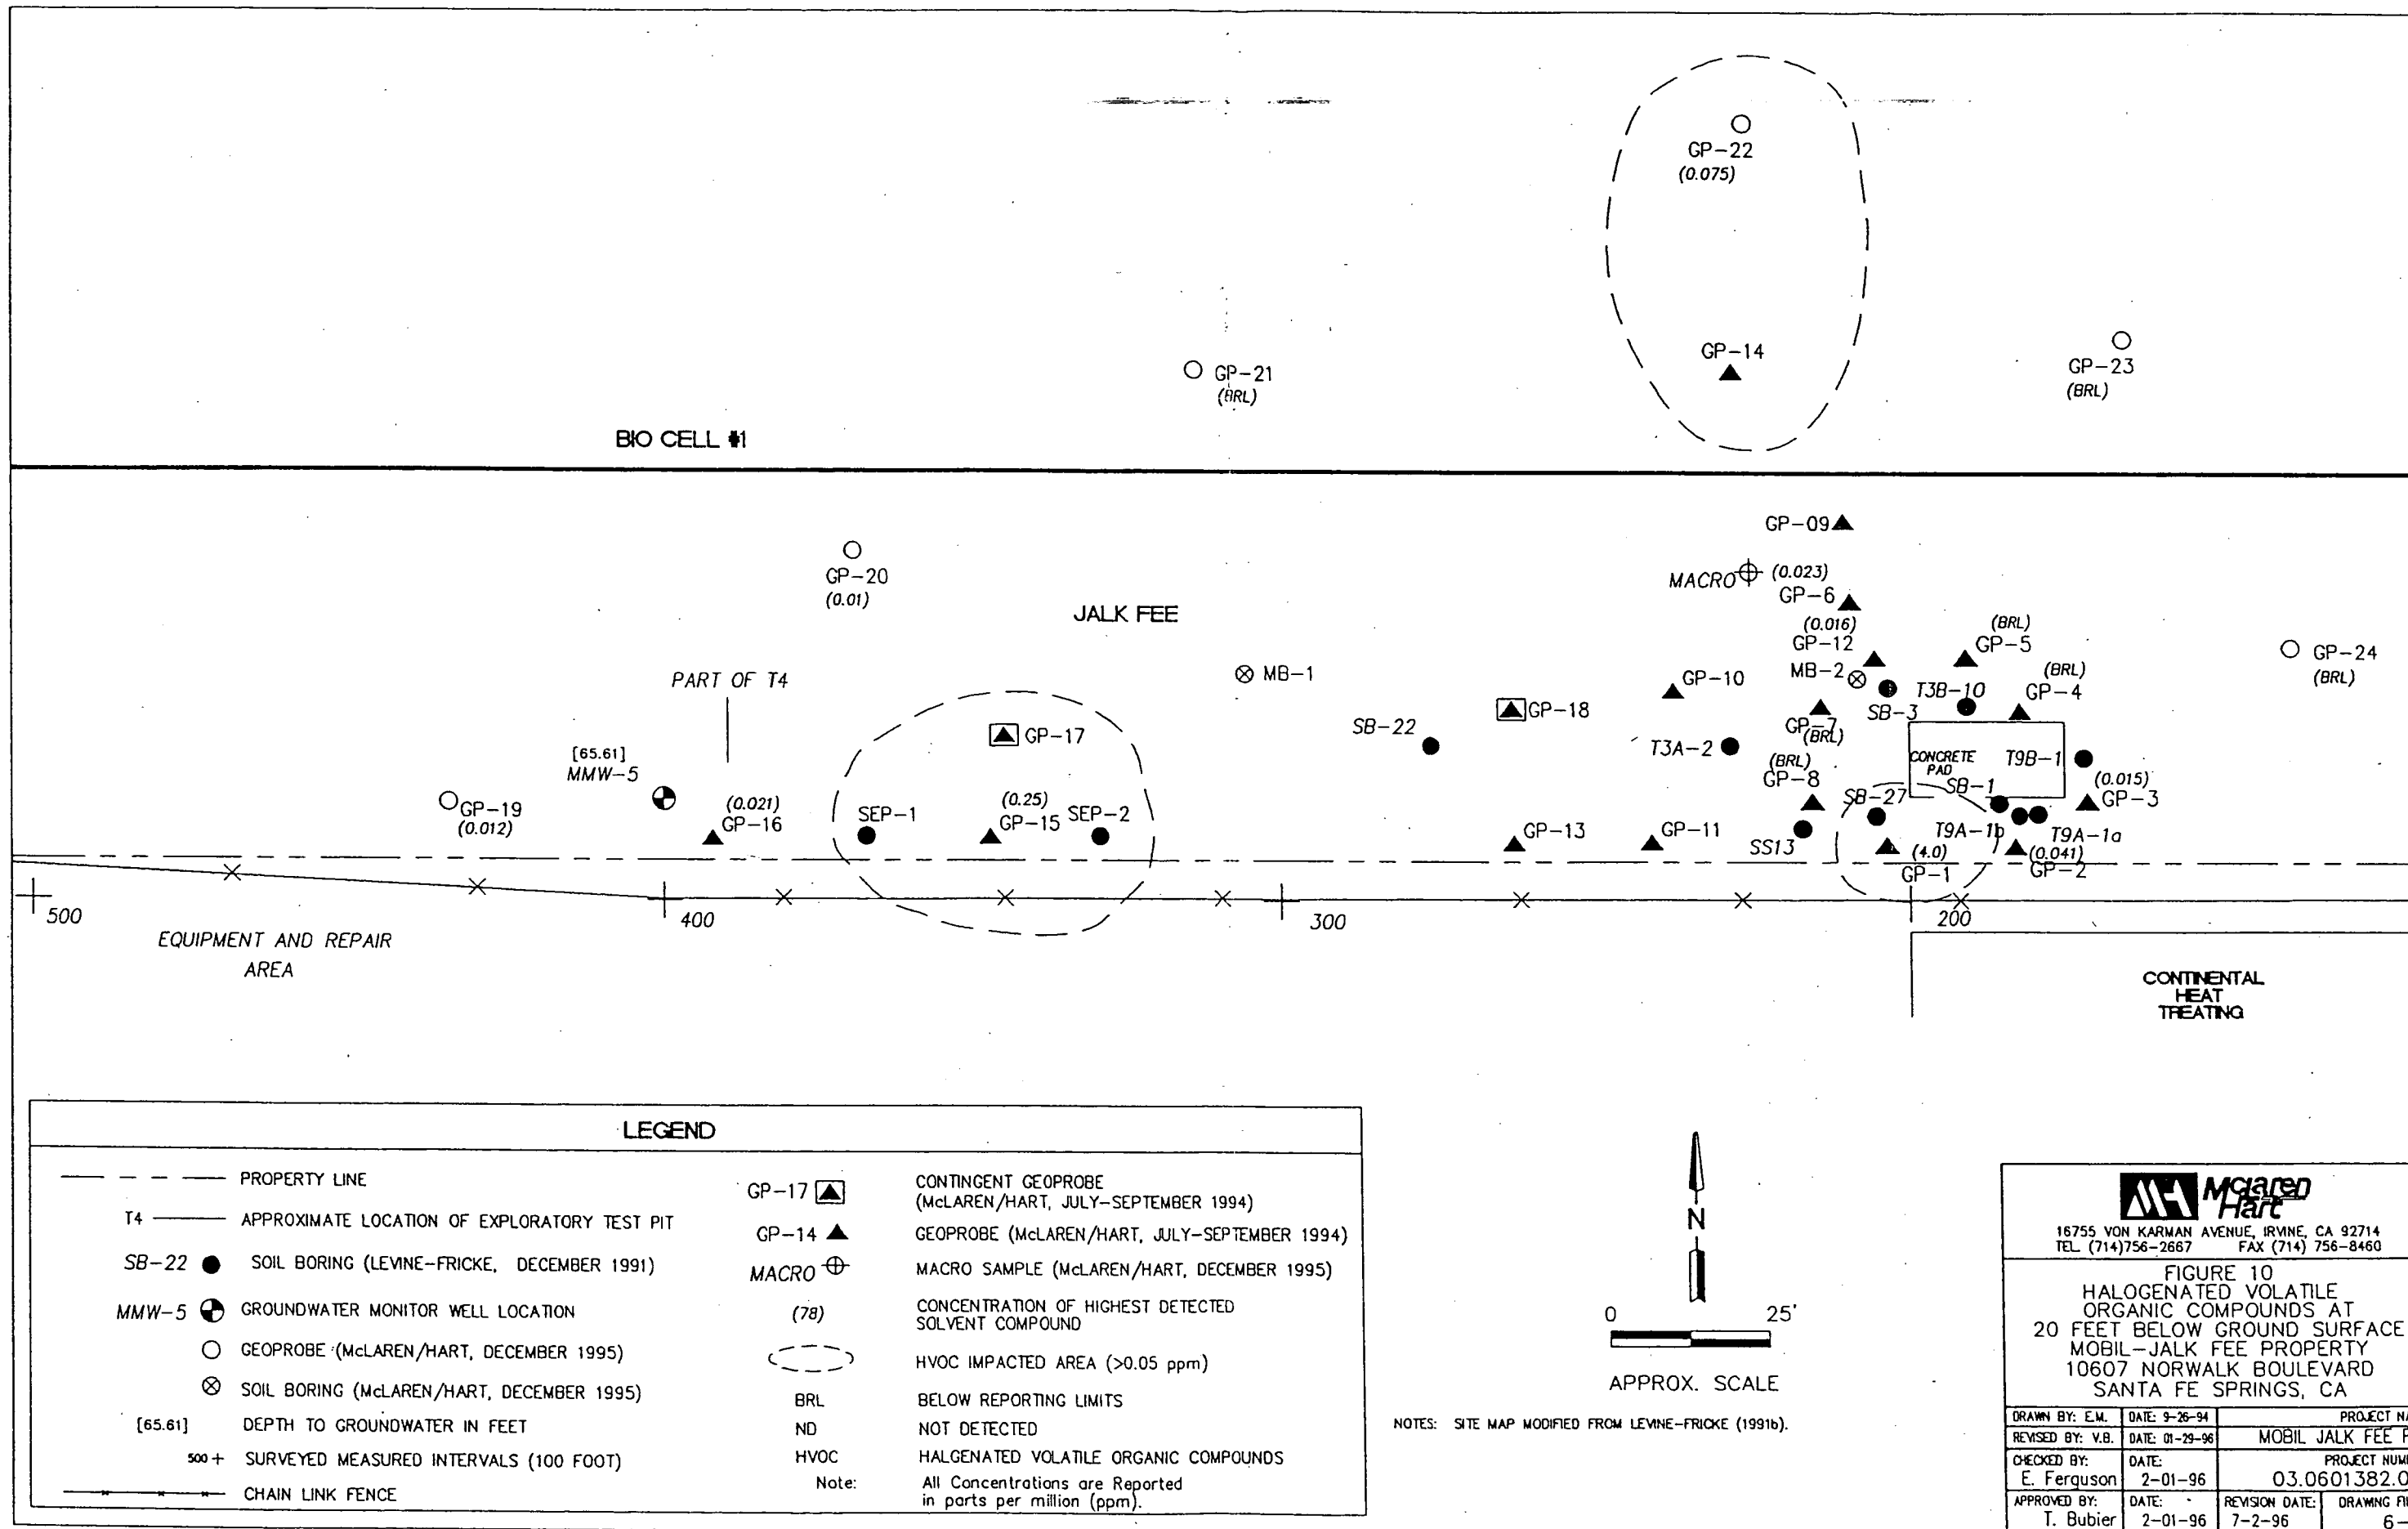 GP-22
(0.075)
GP-14
GP-21
(BRL)
GP-23
(BRL)
BIO CELL #1
GP-09
GP-20
(0.01)
MACRO
(0.023)
GP-6
JALK FEE
(0.016)
GP-12
(BRL)
GP-5
GP-24
(BRL)
PART OF T4
MB-1
GP-10
MB-2
T3B-10
(BRL)
GP-4
GP-18
SB-3
SB-22
GP-7
(BRL)
GP-17
T3A-2
[65.61]
MMW-5
(BRL)
GP-8
CONCRETE
PAD
T9B-1
(0.015)
GP-3
GP-19
(0.012)
(0.021)
GP-16
SEP-1
(0.25)
GP-15
SEP-2
SB-27
SB-1
GP-13
GP-11
SS13
T9A-1b
T9A-1a
(4.0)
GP-1
(0.041)
GP-2
500
400
300
200
EQUIPMENT AND REPAIR
AREA
CONTINENTAL
HEAT
TREATING
LEGEND
PROPERTY LINE
T4 APPROXIMATE LOCATION OF EXPLORATORY TEST PIT
SB-22 SOIL BORING (LEVINE-FRICKE, DECEMBER 1991)
MMW-5 GROUNDWATER MONITOR WELL LOCATION
GEOPROBE (McLAREN/HART, DECEMBER 1995)
SOIL BORING (McLAREN/HART, DECEMBER 1995)
[65.61] DEPTH TO GROUNDWATER IN FEET
500 + SURVEYED MEASURED INTERVALS (100 FOOT)
CHAIN LINK FENCE
GP-17 CONTINGENT GEOPROBE
(McLAREN/HART, JULY-SEPTEMBER 1994)
GP-14 GEOPROBE (McLAREN/HART, JULY-SEPTEMBER 1994)
MACRO MACRO SAMPLE (McLAREN/HART, DECEMBER 1995)
(78) CONCENTRATION OF HIGHEST DETECTED
SOLVENT COMPOUND
HVOC IMPACTED AREA (>0.05 ppm)
BRL BELOW REPORTING LIMITS
ND NOT DETECTED
HVOC HALGENATED VOLATILE ORGANIC COMPOUNDS
Note: All Concentrations are Reported
in parts per million (ppm).
N
0 25'
APPROX. SCALE
NOTES: SITE MAP MODIFIED FROM LEVINE-FRICKE (1991b).
McLaren
Hart
16755 VON KARMAN AVENUE, IRVINE, CA 92714
TEL (714)756-2667 FAX (714) 756-8460
FIGURE 10
HALOGENATED VOLATILE
ORGANIC COMPOUNDS AT
20 FEET BELOW GROUND SURFACE
MOBIL-JALK FEE PROPERTY
10607 NORWALK BOULEVARD
SANTA FE SPRINGS, CA
DRAWN BY: E.M. DATE: 9-26-94 PROJECT NA
REVISED BY: V.B. DATE: 01-29-96 MOBIL JALK FEE P
CHECKED BY: DATE: PROJECT NUM
E. Ferguson 2-01-96 03.0601382.0
APPROVED BY: DATE: REVISION DATE: DRAWING FI
T. Bubier 2-01-96 7-2-96 6-